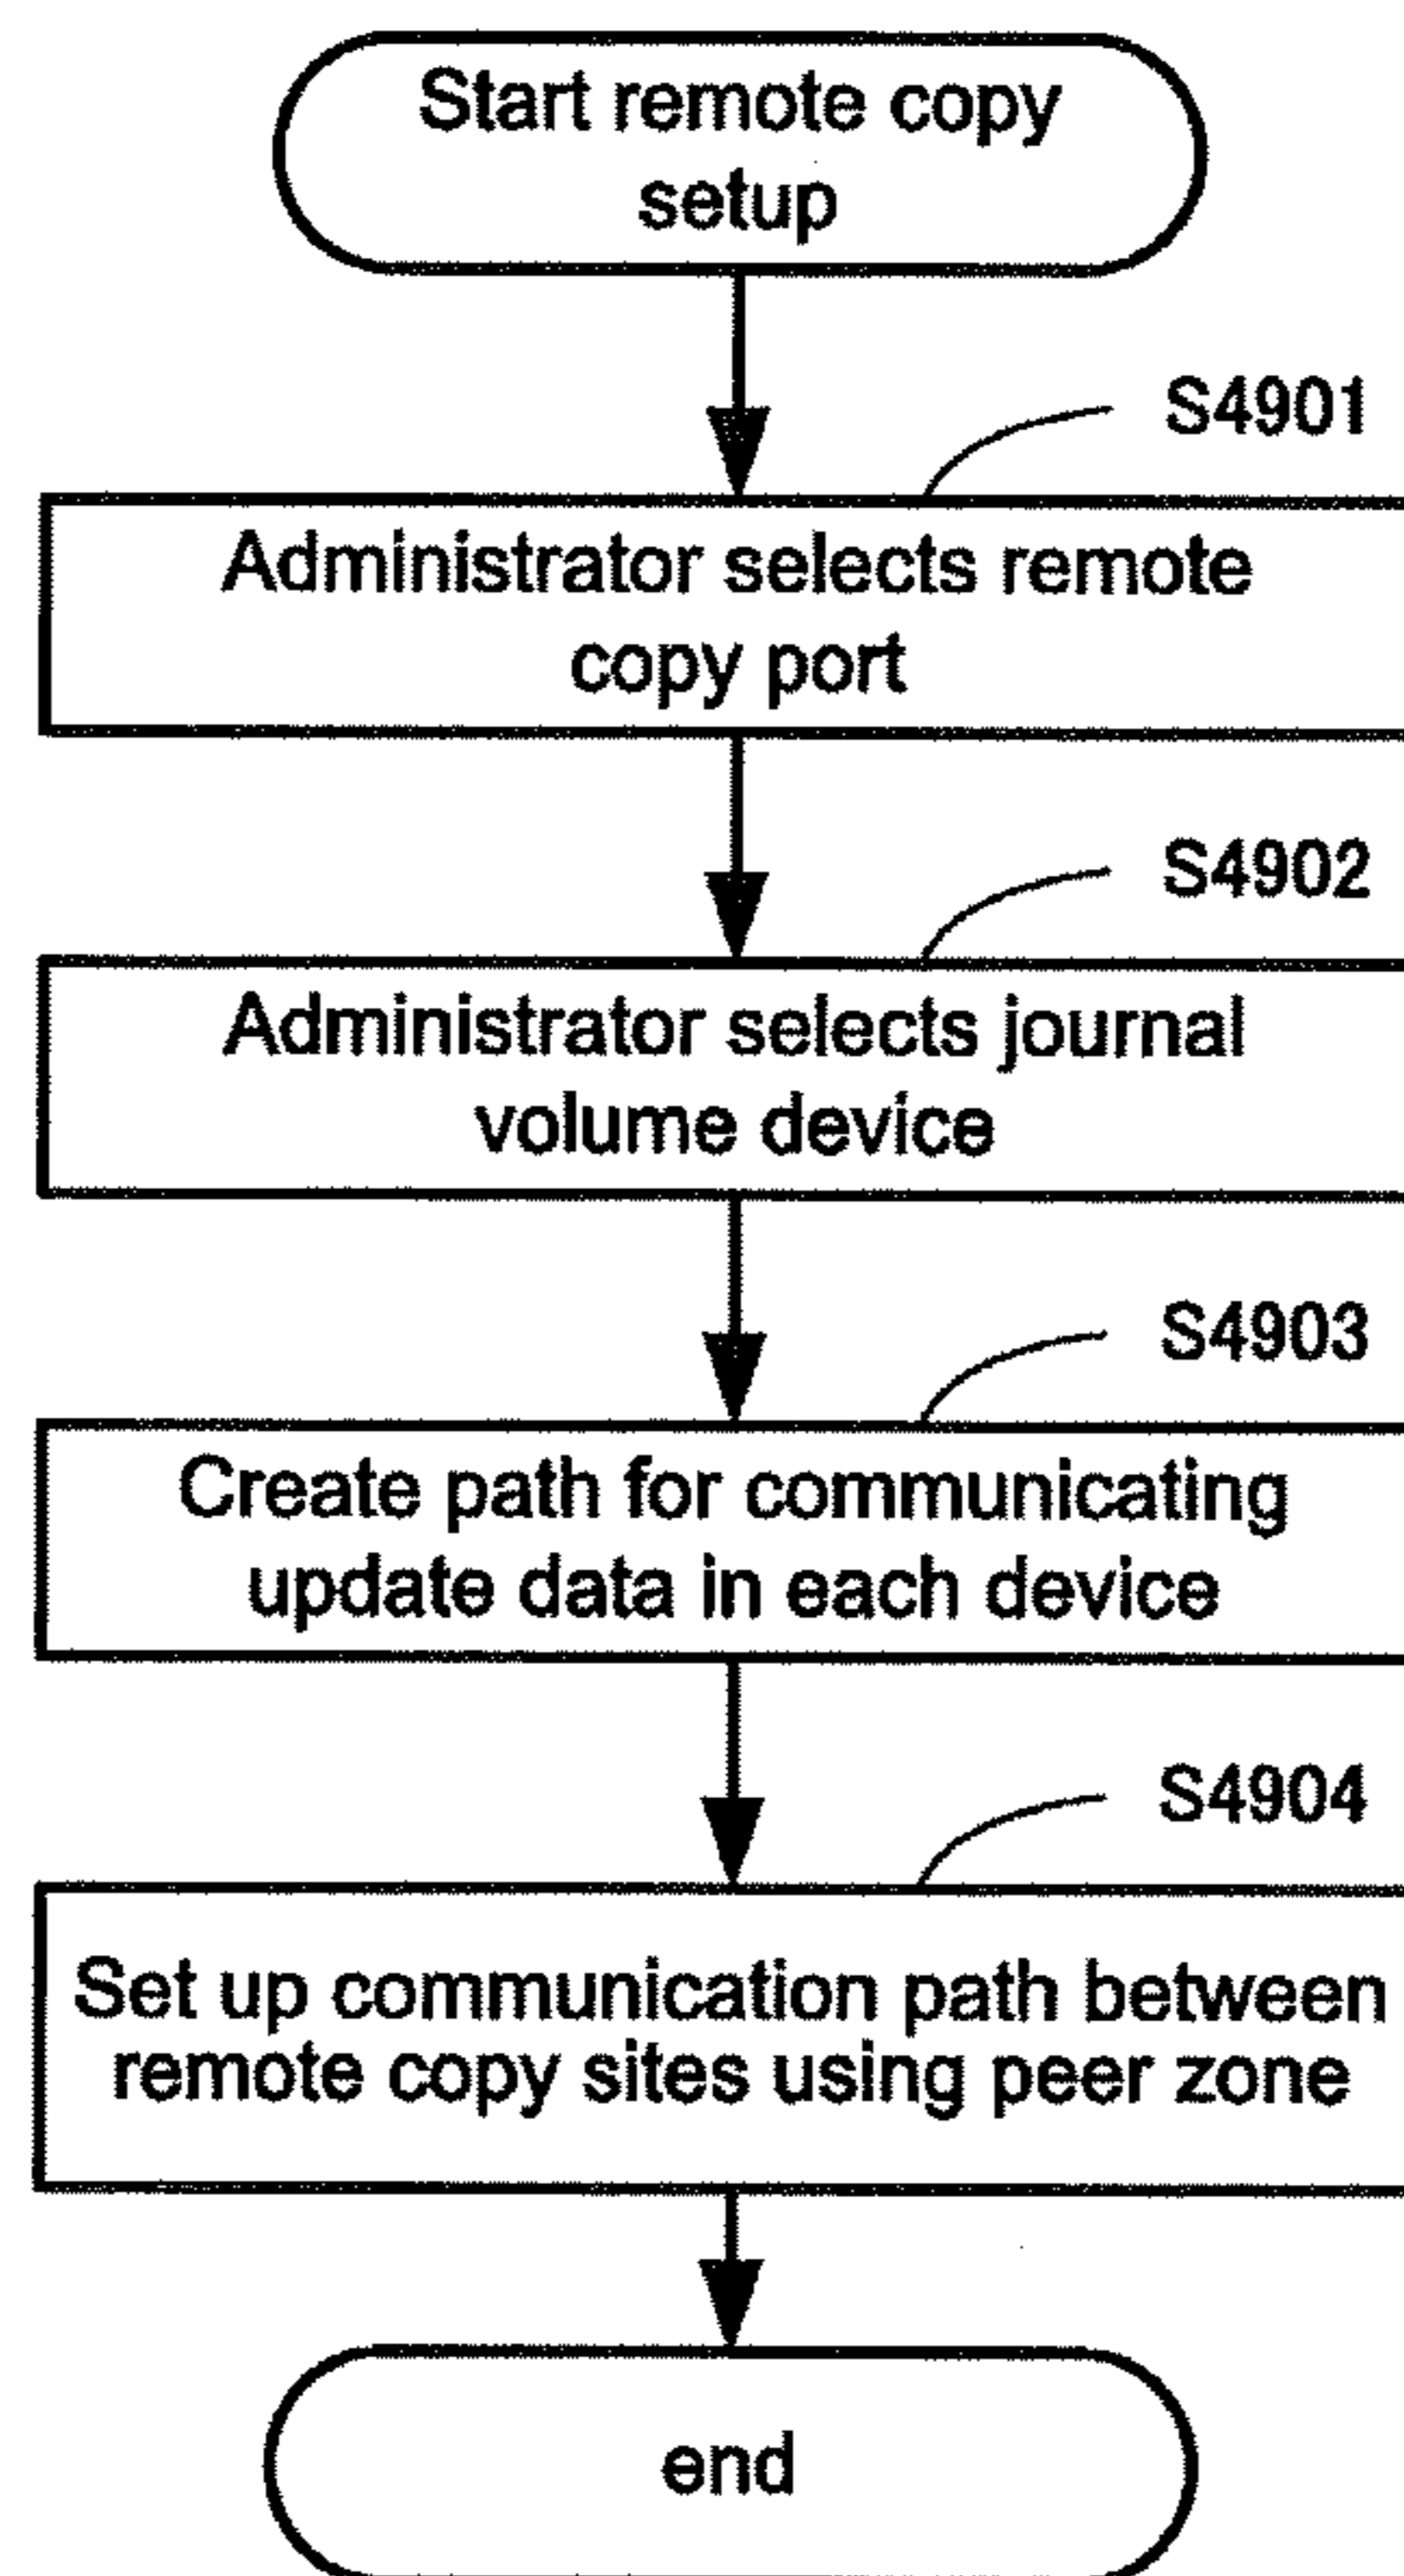 Start remote copy
setup
S4901
Administrator selects remote
copy port
S4902
Administrator selects journal
volume device
S4903
Create path for communicating
update data in each device
S4904
Set up communication path between
remote copy sites using peer zone
end